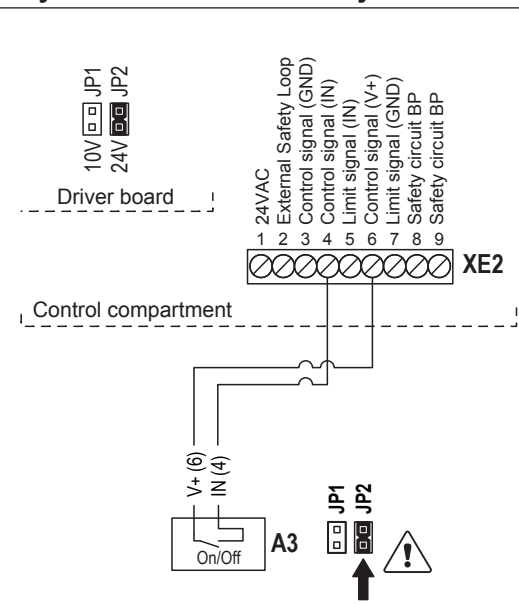 10V JP1
24V JP2
Driver board
24VAC
External Safety Loop
Control signal (GND)
Control signal (IN)
Limit signal (IN)
Control signal (V+)
Limit signal (GND)
Safety circuit BP
Safety circuit BP
1 2 3 4 5 6 7 8 9
XE2
Control compartment
V+ (6)
IN (4)
On/Off
A3
JP1
JP2
!